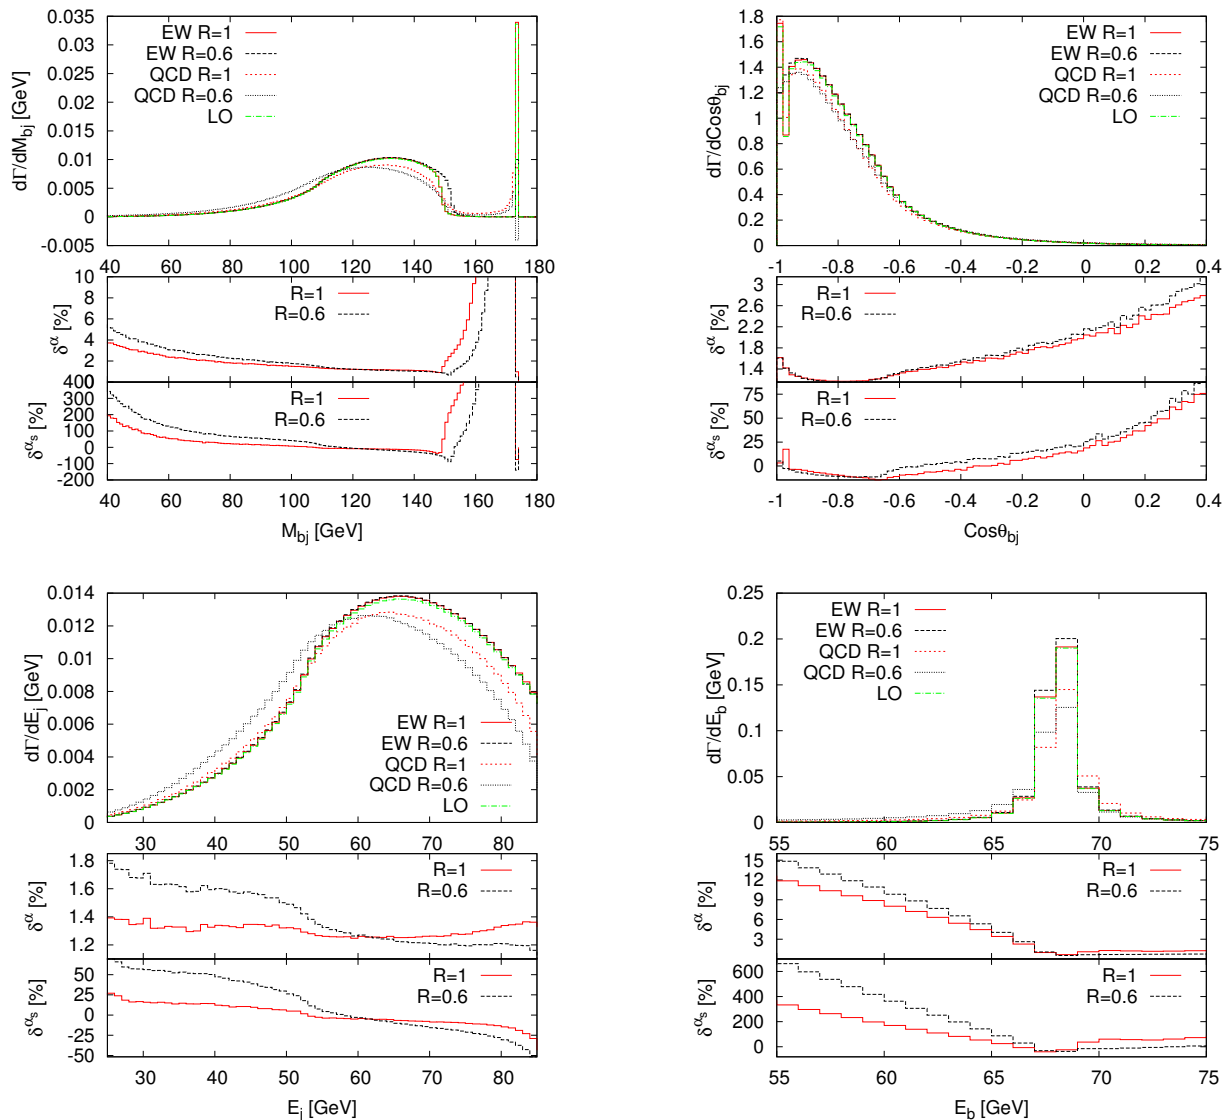 dΓ/dM_bj [GeV]
0.035
0.03
0.025
0.02
0.015
0.01
0.005
0
-0.005
EW R=1
EW R=0.6
QCD R=1
QCD R=0.6
LO
40 60 80 100 120 140 160 180
δ^α [%]
10
8
6
4
2
0
R=1
R=0.6
δ^αs [%]
400
300
200
100
0
-100
-200
R=1
R=0.6
40 60 80 100 120 140 160 180
M_bj [GeV]
dΓ/dCosθ_bj
1.8
1.6
1.4
1.2
1
0.8
0.6
0.4
0.2
0
EW R=1
EW R=0.6
QCD R=1
QCD R=0.6
LO
-1 -0.8 -0.6 -0.4 -0.2 0 0.2 0.4
δ^α [%]
3
2.6
2.2
1.8
1.4
R=1
R=0.6
δ^αs [%]
75
50
25
0
R=1
R=0.6
-1 -0.8 -0.6 -0.4 -0.2 0 0.2 0.4
Cosθ_bj
dΓ/dE_j [GeV]
0.014
0.012
0.01
0.008
0.006
0.004
0.002
0
EW R=1
EW R=0.6
QCD R=1
QCD R=0.6
LO
30 40 50 60 70 80
δ^α [%]
1.8
1.6
1.4
1.2
R=1
R=0.6
δ^αs [%]
50
25
0
-25
-50
R=1
R=0.6
30 40 50 60 70 80
E_j [GeV]
dΓ/dE_b [GeV]
0.25
0.2
0.15
0.1
0.05
0
EW R=1
EW R=0.6
QCD R=1
QCD R=0.6
LO
55 60 65 70 75
δ^α [%]
15
12
9
6
3
R=1
R=0.6
δ^αs [%]
600
400
200
0
R=1
R=0.6
55 60 65 70 75
E_b [GeV]